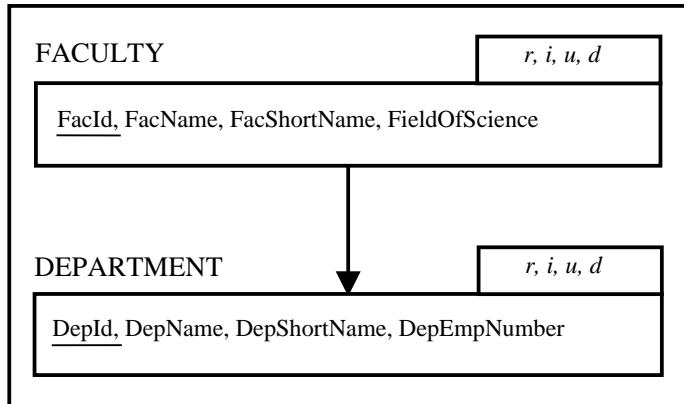 FACULTY
r, i, u, d
FacId, FacName, FacShortName, FieldOfScience
DEPARTMENT
r, i, u, d
DepId, DepName, DepShortName, DepEmpNumber